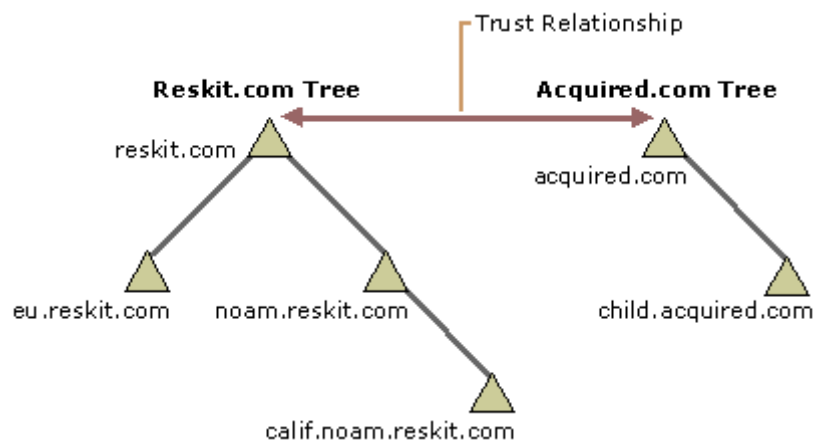 Trust Relationship
Reskit.com Tree
Acquired.com Tree
reskit.com
acquired.com
eu.reskit.com
noam.reskit.com
child.acquired.com
calif.noam.reskit.com